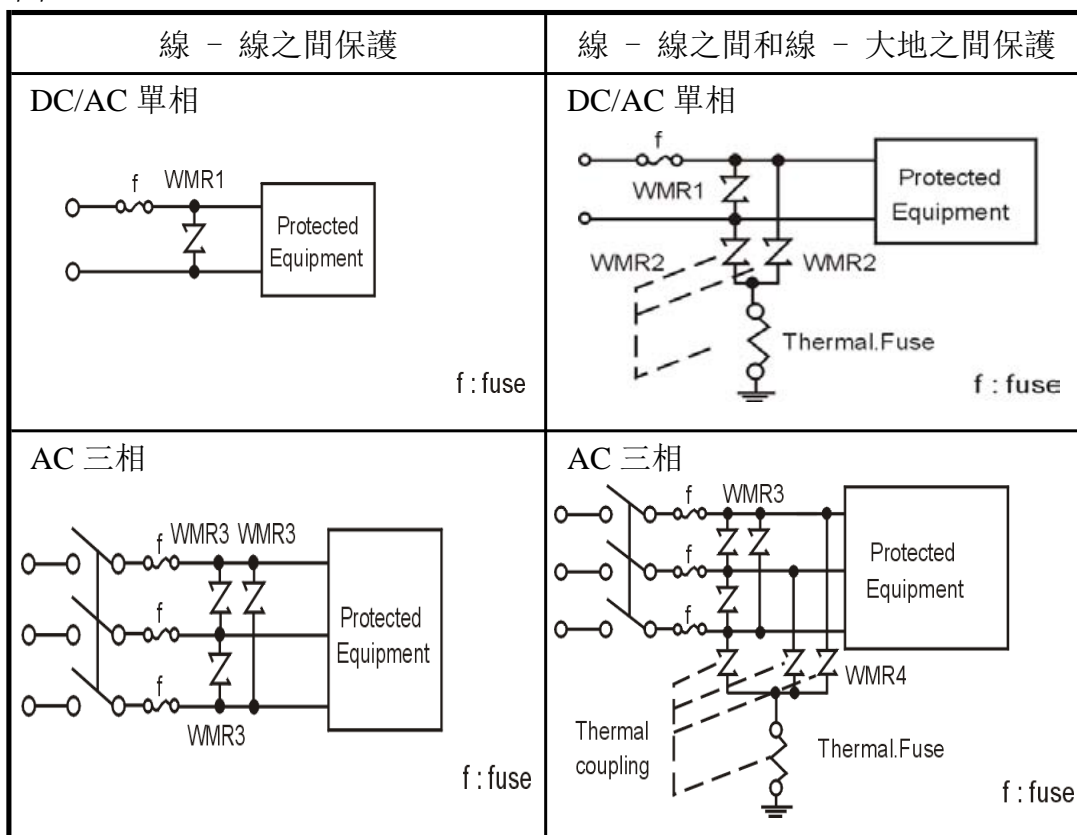 線 - 線之間保護
線 - 線之間和線 - 大地之間保護
DC/AC 單相
f
WMR1
Protected
Equipment
f : fuse
DC/AC 單相
f
WMR1
Protected
Equipment
WMR2
WMR2
Thermal.Fuse
f : fuse
AC 三相
f
WMR3
WMR3
f
Protected
Equipment
f
WMR3
f : fuse
AC 三相
f
WMR3
f
Protected
Equipment
f
WMR4
Thermal
coupling
Thermal.Fuse
f : fuse